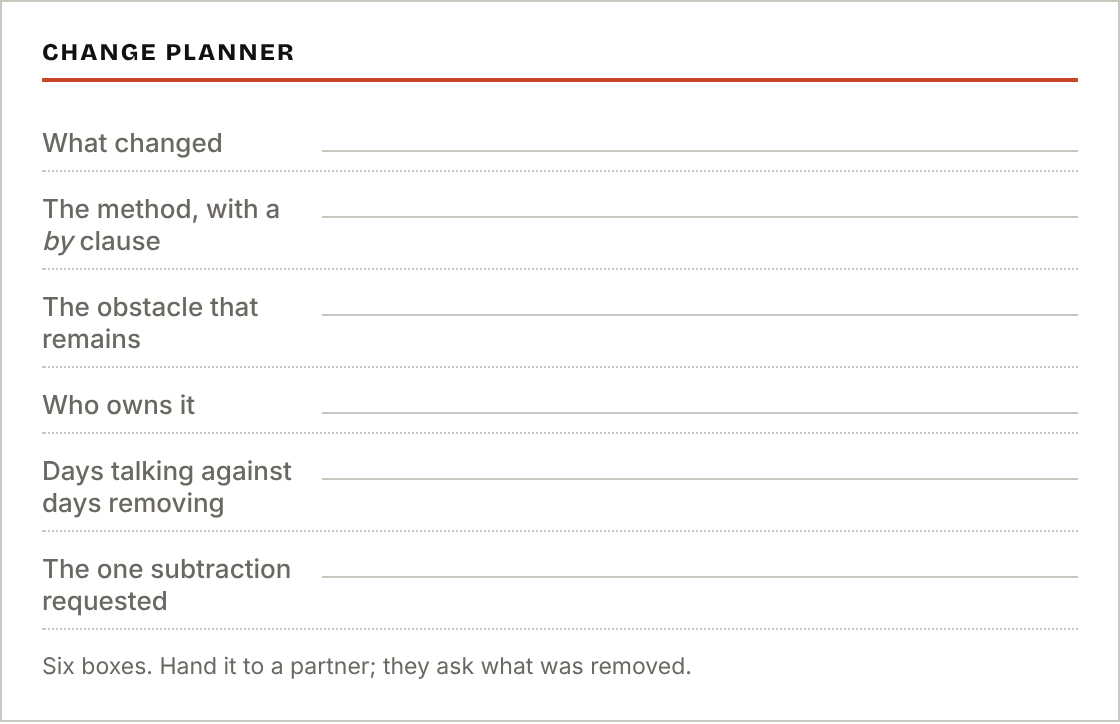 CHANGE PLANNER
What changed
The method, with a
by clause
The obstacle that
remains
Who owns it
Days talking against
days removing
The one subtraction
requested
Six boxes. Hand it to a partner; they ask what was removed.